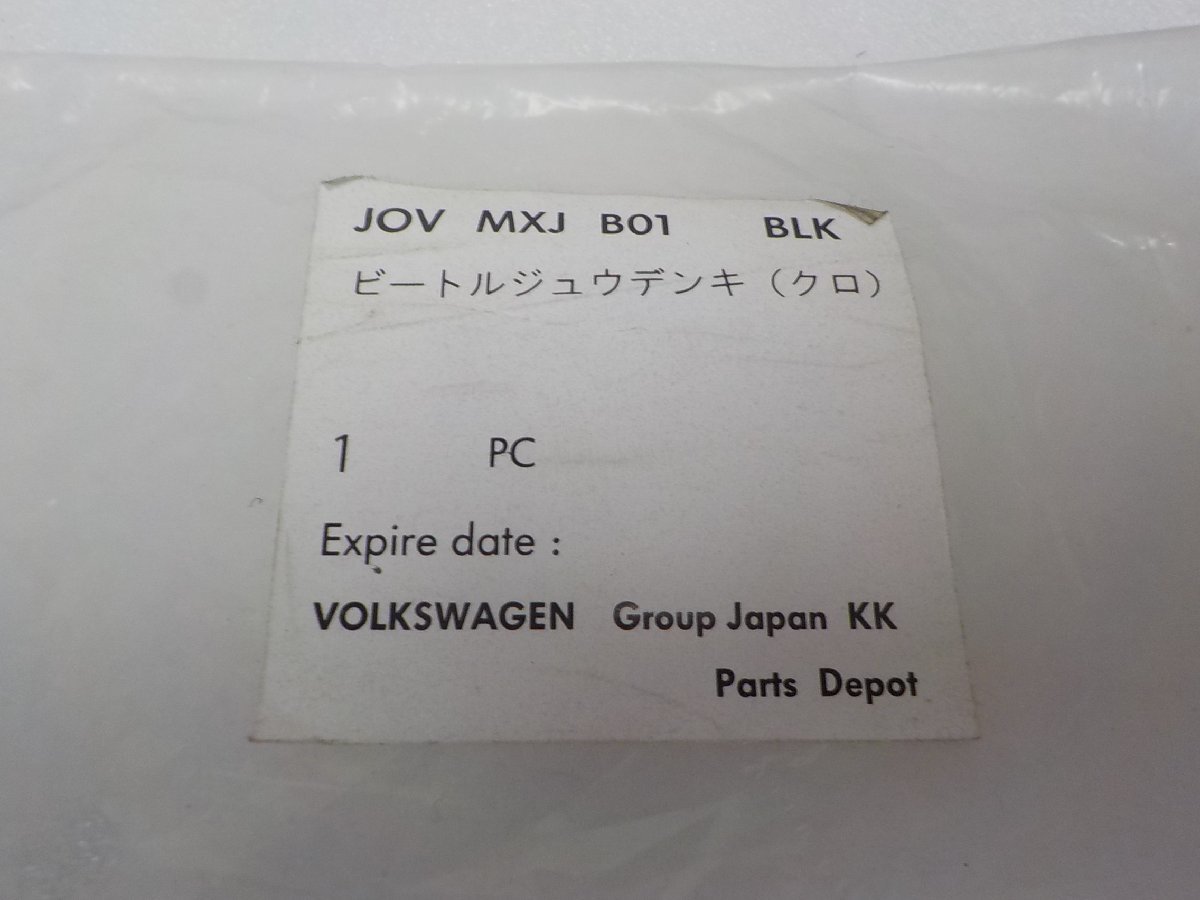 JOV MXJ B01 BLK
ビートルジュウデンキ（クロ）
1 PC
Expire date :
VOLKSWAGEN Group Japan KK
Parts Depot